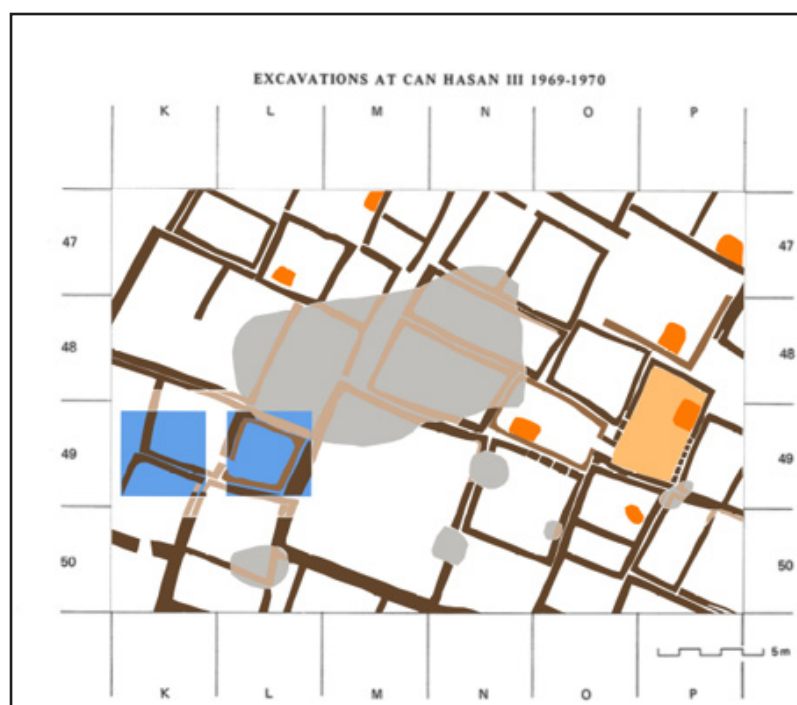 EXCAVATIONS AT CAN HASAN III 1969-1970
K L M N O P
47 47
48 48
49 49
50 50
5m
K L M N O P